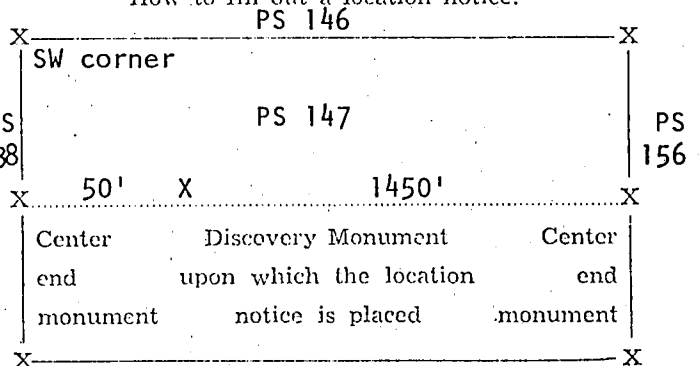 How to fill out a location notice.
PS 146
X X
SW corner
PS 147
S PS
38 156
50' X 1450'
X X
Center Discovery Monument Center
end upon which the location end
monument notice is placed monument
X X